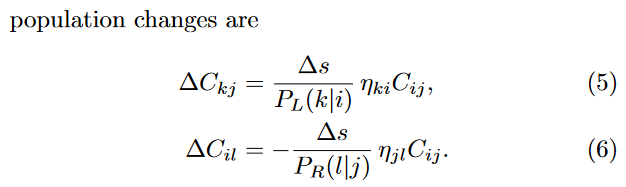 population changes are
ΔC_{kj} = \frac{Δs}{P_L(k|i)} η_{ki}C_{ij}, (5)
ΔC_{il} = -\frac{Δs}{P_R(l|j)} η_{jl}C_{ij}. (6)